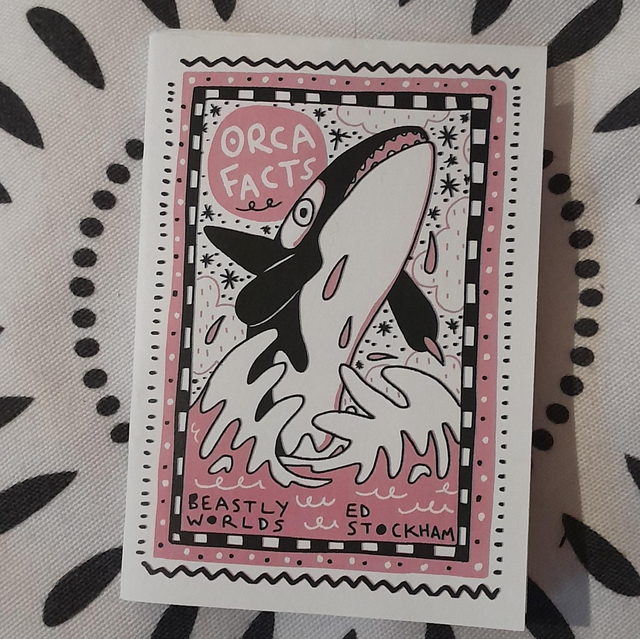 ORCA
FACTS
BEASTLY
WORLDS
ED
STOCKHAM